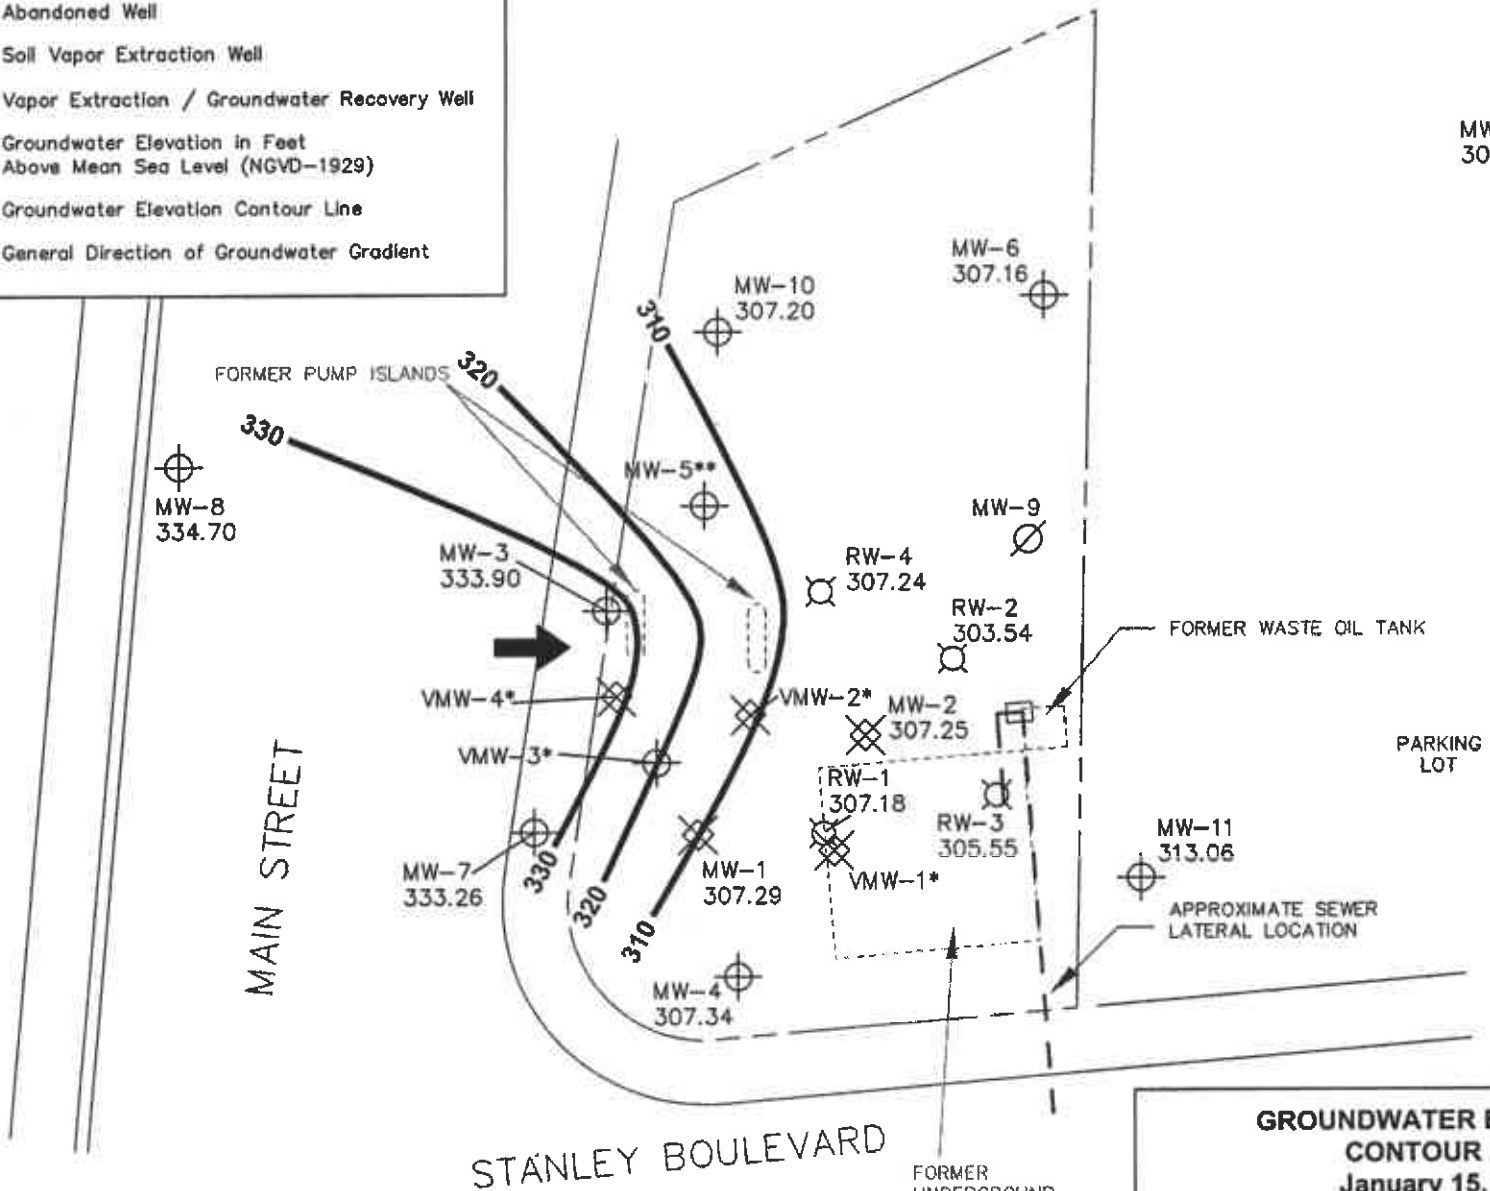 Abandoned Well
Soil Vapor Extraction Well
Vapor Extraction / Groundwater Recovery Well
Groundwater Elevation in Feet
Above Mean Sea Level (NGVD-1929)
Groundwater Elevation Contour Line
General Direction of Groundwater Gradient
MW
30
MW-6
307.16
MW-10
307.20
310
FORMER PUMP ISLANDS
320
330
MW-8
334.70
MW-5**
MW-3
333.90
MW-9
RW-4
307.24
RW-2
303.54
FORMER WASTE OIL TANK
VMW-4*
VMW-2*
MW-2
307.25
VMW-3*
PARKING
LOT
RW-1
307.18
RW-3
305.55
MW-11
313.06
MW-7
333.26
330
320
310
MW-1
307.29
VMW-1*
APPROXIMATE SEWER
LATERAL LOCATION
MAIN STREET
MW-4
307.34
STANLEY BOULEVARD
FORMER
UNDERGROUND
GROUNDWATER E
CONTOUR
January 15,